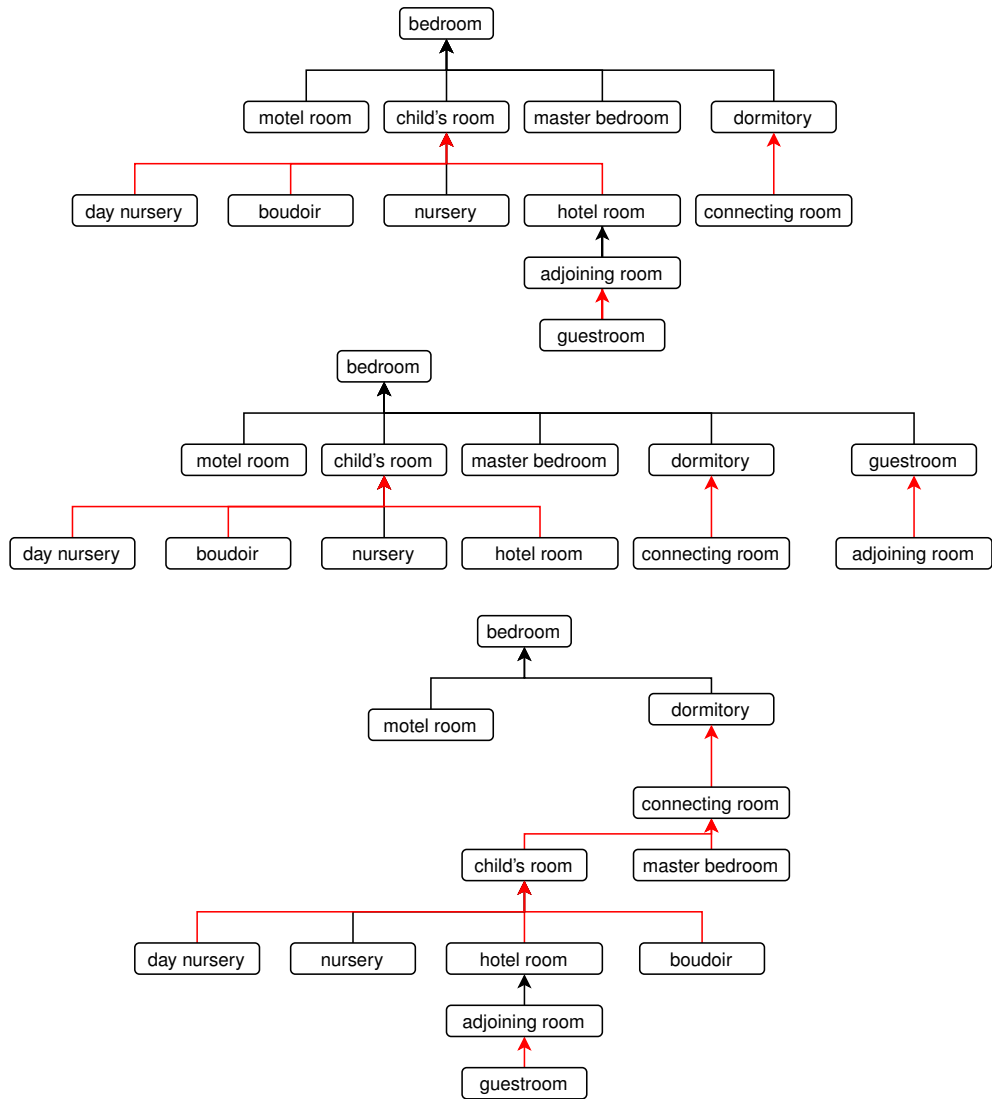 bedroom
motel room child's room master bedroom dormitory
day nursery boudoir nursery hotel room connecting room
adjoining room
guestroom
bedroom
motel room child's room master bedroom dormitory guestroom
day nursery boudoir nursery hotel room connecting room adjoining room
bedroom
dormitory
motel room
connecting room
child's room master bedroom
day nursery nursery hotel room boudoir
adjoining room
guestroom